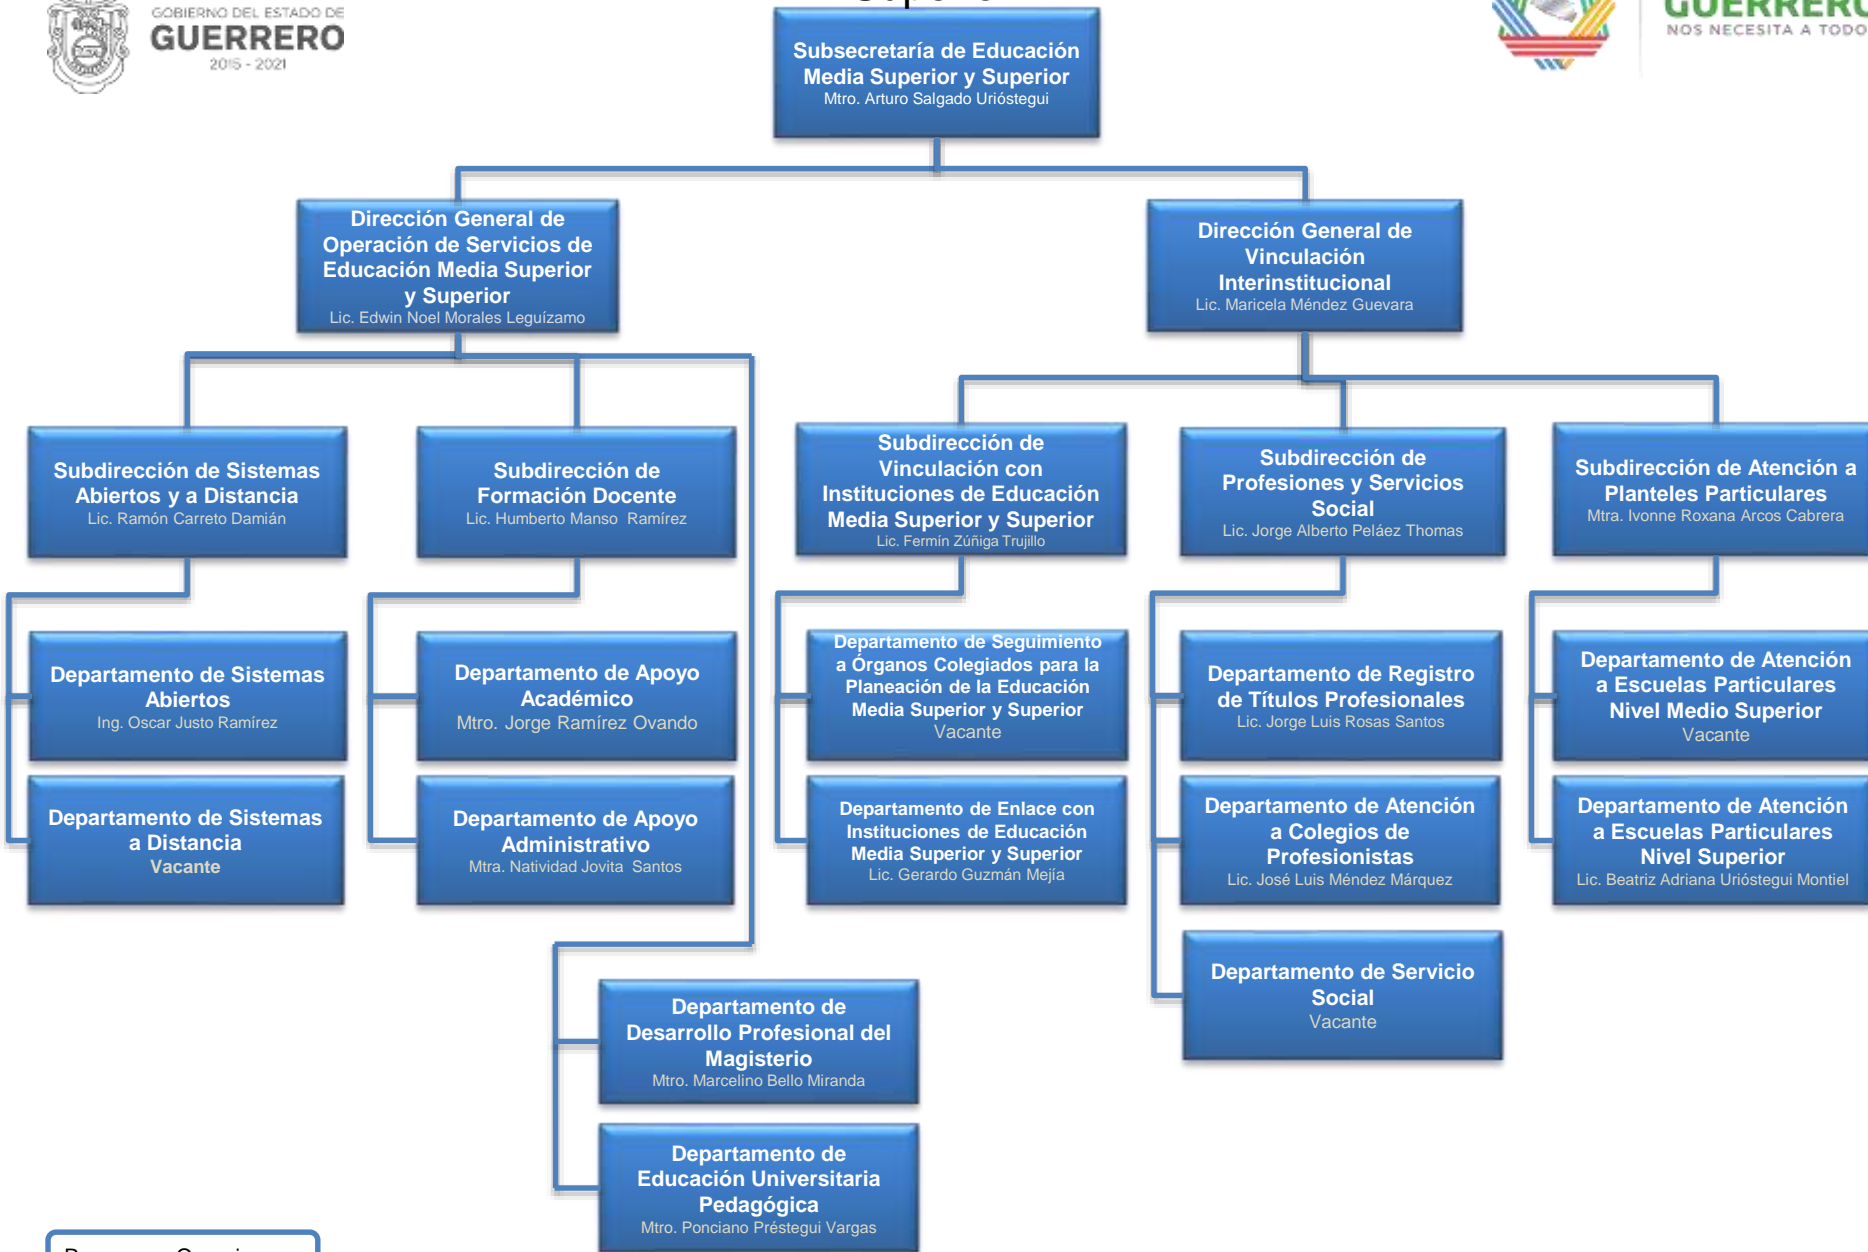 GOBIERNO DEL ESTADO DE
GUERRERO
2015 - 2021
GUERRERO
NOS NECESITA A TODO
Subsecretaría de Educación
Media Superior y Superior
Mtro. Arturo Salgado Urióstegui
Dirección General de
Operación de Servicios de
Educación Media Superior
y Superior
Lic. Edwin Noel Morales Leguízamo
Dirección General de
Vinculación
Interinstitucional
Lic. Maricela Méndez Guevara
Subdirección de Sistemas
Abiertos y a Distancia
Lic. Ramón Carreto Damián
Subdirección de
Formación Docente
Lic. Humberto Manso Ramírez
Subdirección de
Vinculación con
Instituciones de Educación
Media Superior y Superior
Lic. Fermín Zúñiga Trujillo
Subdirección de
Profesiones y Servicios
Social
Lic. Jorge Alberto Peláez Thomas
Subdirección de Atención a
Planteles Particulares
Mtra. Ivonne Roxana Arcos Cabrera
Departamento de Sistemas
Abiertos
Ing. Oscar Justo Ramírez
Departamento de Apoyo
Académico
Mtro. Jorge Ramírez Ovando
Departamento de Seguimiento
a Órganos Colegiados para la
Planeación de la Educación
Media Superior y Superior
Vacante
Departamento de Registro
de Títulos Profesionales
Lic. Jorge Luis Rosas Santos
Departamento de Atención
a Escuelas Particulares
Nivel Medio Superior
Vacante
Departamento de Sistemas
a Distancia
Vacante
Departamento de Apoyo
Administrativo
Mtra. Natividad Jovita Santos
Departamento de Enlace con
Instituciones de Educación
Media Superior y Superior
Lic. Gerardo Guzmán Mejía
Departamento de Atención
a Colegios de
Profesionistas
Lic. José Luis Méndez Márquez
Departamento de Atención
a Escuelas Particulares
Nivel Superior
Lic. Beatriz Adriana Urióstegui Montiel
Departamento de Servicio
Social
Vacante
Departamento de
Desarrollo Profesional del
Magisterio
Mtro. Marcelino Bello Miranda
Departamento de
Educación Universitaria
Pedagógica
Mtro. Ponciano Préstegui Vargas